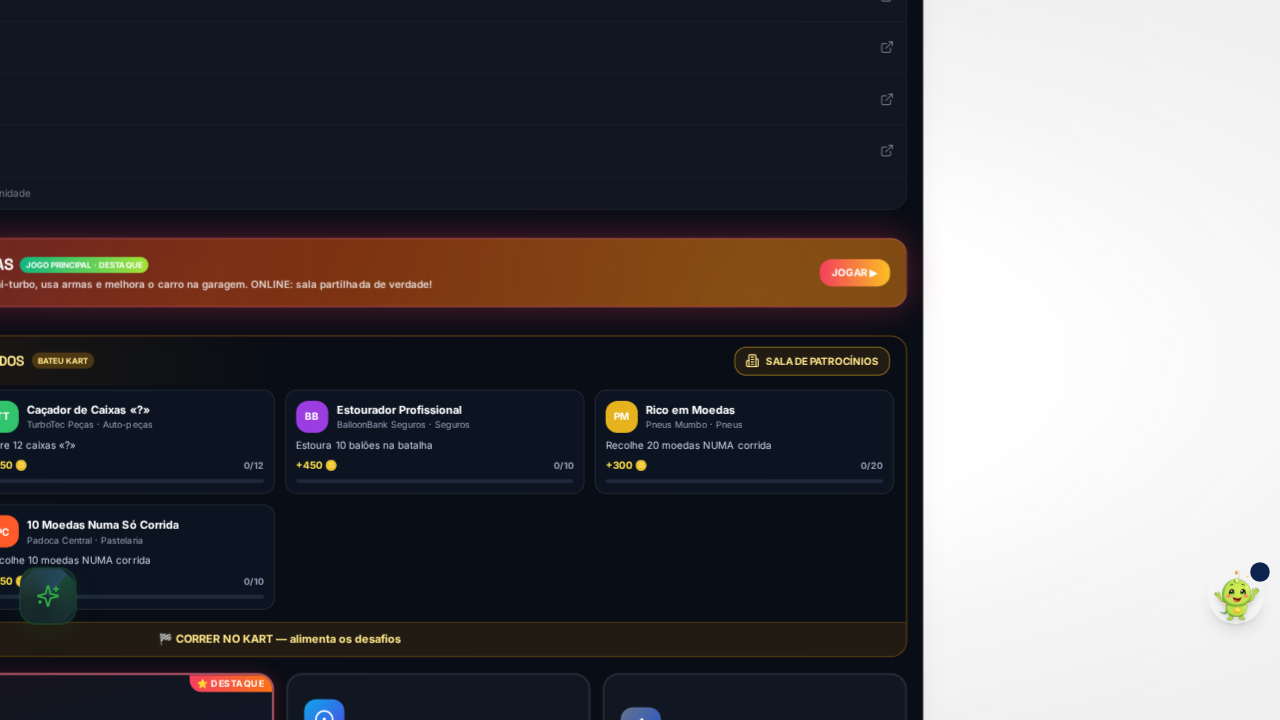 nidade
AS JOGO PRINCIPAL · DESTAQUE
i-turbo, usa armas e melhora o carro na garagem. ONLINE: sala partilhada de verdade!
JOGAR ▶
DOS BATEU KART
SALA DE PATROCÍNIOS
TT
Caçador de Caixas «?»
TurboTec Peças · Auto-peças
re 12 caixas «?»
50
0/12
BB
Estourador Profissional
BalloonBank Seguros · Seguros
Estoura 10 balões na batalha
+450
0/10
PM
Rico em Moedas
Pneus Mumbo · Pneus
Recolhe 20 moedas NUMA corrida
+300
0/20
PC
10 Moedas Numa Só Corrida
Padoca Central · Pastelaria
colhe 10 moedas NUMA corrida
50
0/10
🏁 CORRER NO KART — alimenta os desafios
⭐ DESTAQUE